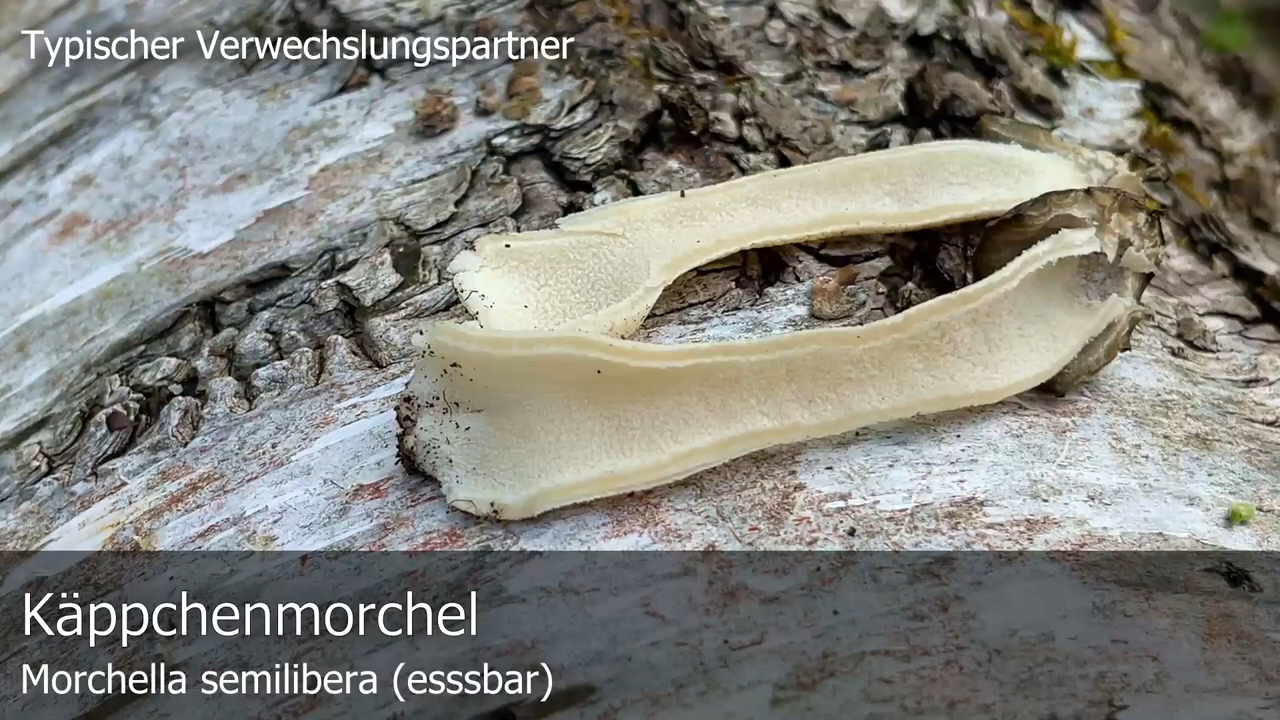 Typischer Verwechslungspartner
Käppchenmorchel
Morchella semilibera (esssbar)